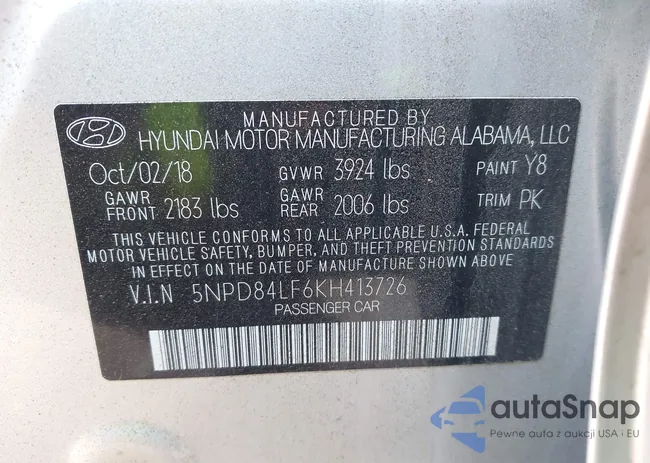 MANUFACTURED BY
HYUNDAI MOTOR MANUFACTURING ALABAMA, LLC
Oct/02/18 GVWR 3924 lbs PAINT Y8
GAWR FRONT 2183 lbs GAWR REAR 2006 lbs TRIM PK
THIS VEHICLE CONFORMS TO ALL APPLICABLE U.S.A. FEDERAL
MOTOR VEHICLE SAFETY, BUMPER, AND THEFT PREVENTION STANDARDS
IN EFFECT ON THE DATE OF MANUFACTURE SHOWN ABOVE.
V.I.N 5NPD84LF6KH413726
PASSENGER CAR
autaSnap
Pewne auta z aukcji USA i EU